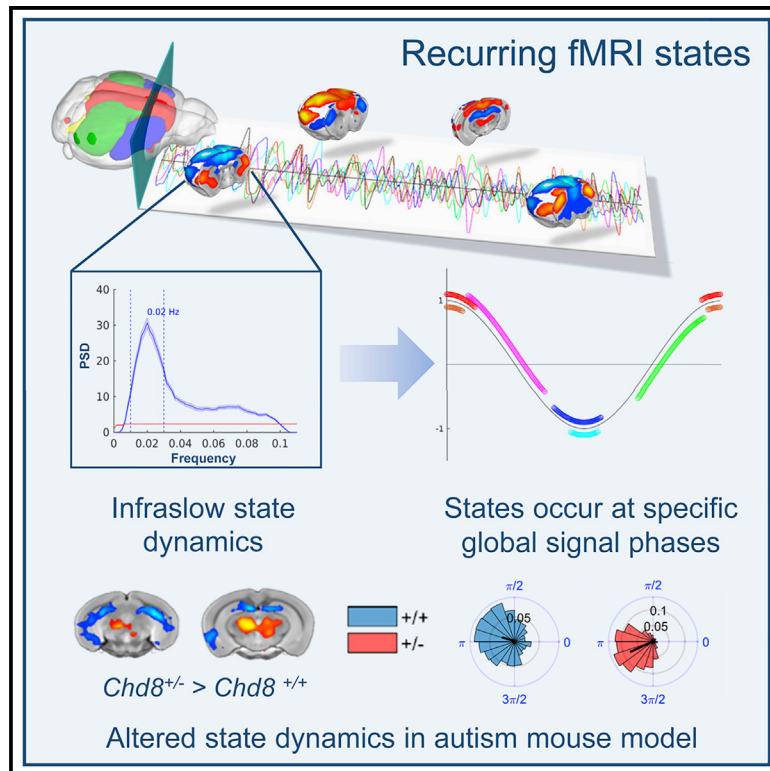 Recurring fMRI states
40
30
20
10
0
PSD
0.02 Hz
0 0.02 0.04 0.06 0.08 0.1
Frequency
1
-1
Infraslow state
dynamics
States occur at specific
global signal phases
+/+
+/-
Chd8+/- > Chd8 +/+
π/2
0.05
π
0
3π/2
π/2
0.1
0.05
π
0
3π/2
Altered state dynamics in autism mouse model